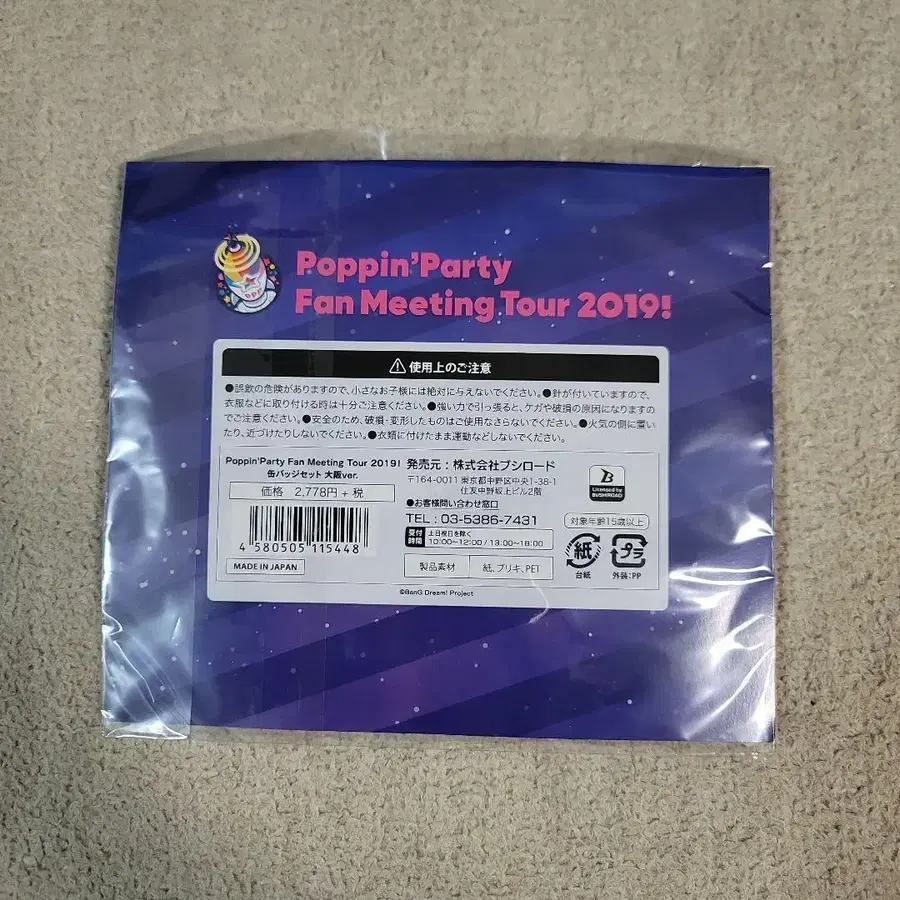 Poppin'Party
Fan Meeting Tour 2019!
PPP
使用上のご注意
●誤飲の危険がありますので、小さなお子様には絶対に与えないでください。●針が付いていますので、
衣服などに取り付ける時は十分ご注意ください。●強い力で引っ張ると、ケガや破損の原因になりますの
でご注意ください。●安全のため、破損・変形したものはご使用なさらないでください。●火気の側に置い
たり、近づけたりしないでください。●衣類に付けたまま運動などしないでください。
Poppin'Party Fan Meeting Tour 2019!
缶バッジセット 大阪ver.
価格 2,778円+税
4 580505 115448
MADE IN JAPAN
発売元:株式会社ブシロード
〒164-0011 東京都中野区中央1-38-1
住友中野坂上ビル2階
●お客様問い合わせ窓口
TEL:03-5386-7431
受付時間
土日祝日を除く
10:00~12:00 / 13:00~18:00
製品素材 紙、ブリキ、PET
B
Licensed by
BUSHIROAD
対象年齢15歳以上
紙
台紙
プラ
外装:PP
©BanG Dream! Project